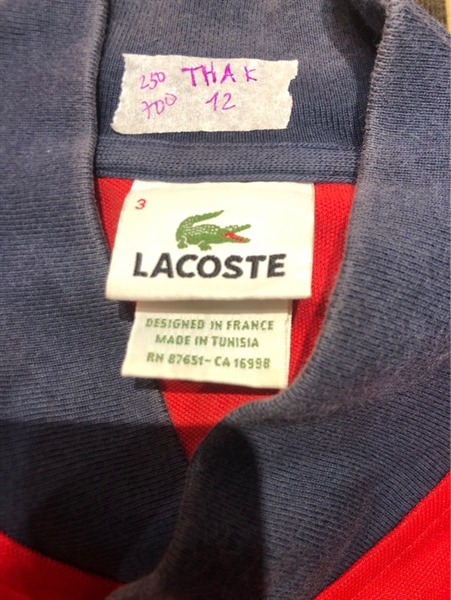 250 THAK
700 12
3
LACOSTE
DESIGNED IN FRANCE
MADE IN TUNISIA
RN 87651-CA 16998